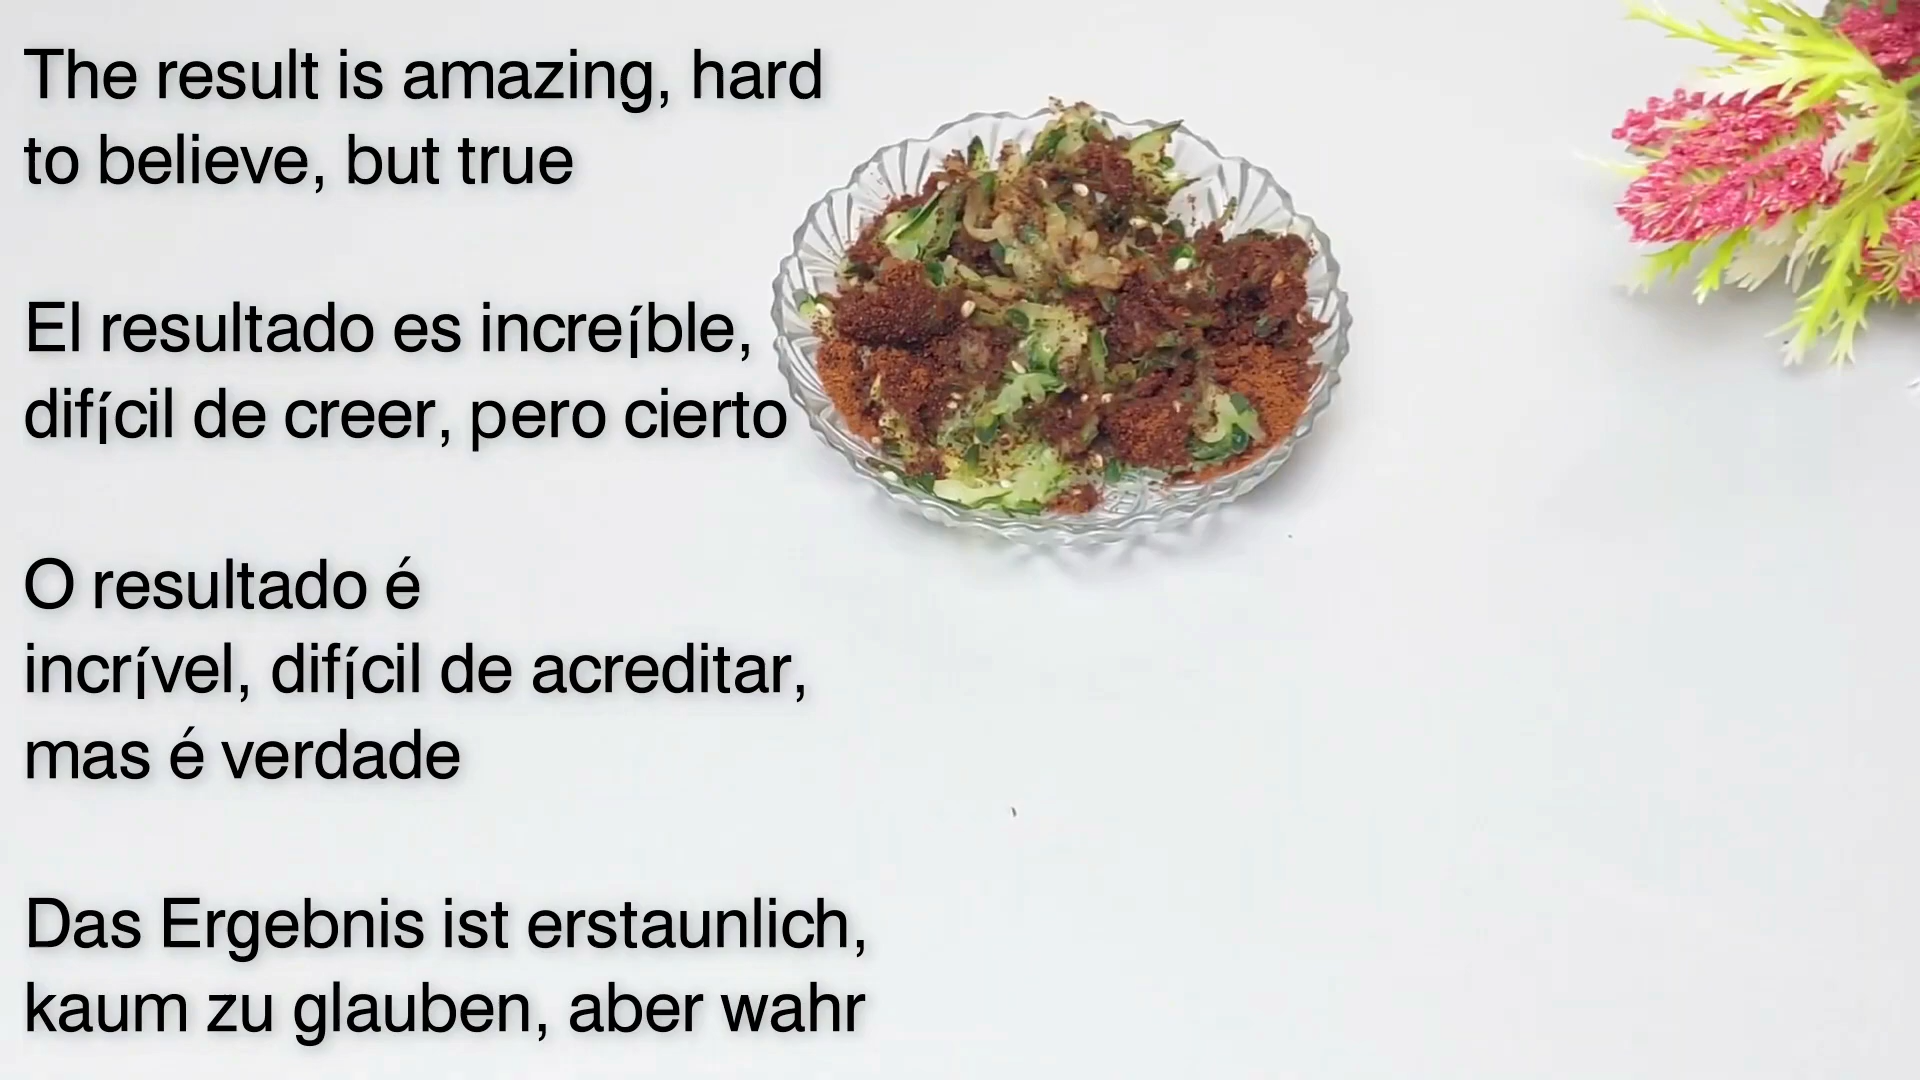 The result is amazing, hard
to believe, but true
El resultado es incre¡ble,
dif¡cil de creer, pero cierto
O resultado é
incr¡vel, dif¡cil de acreditar,
mas é verdade
Das Ergebnis ist erstaunlich,
kaum zu glauben, aber wahr